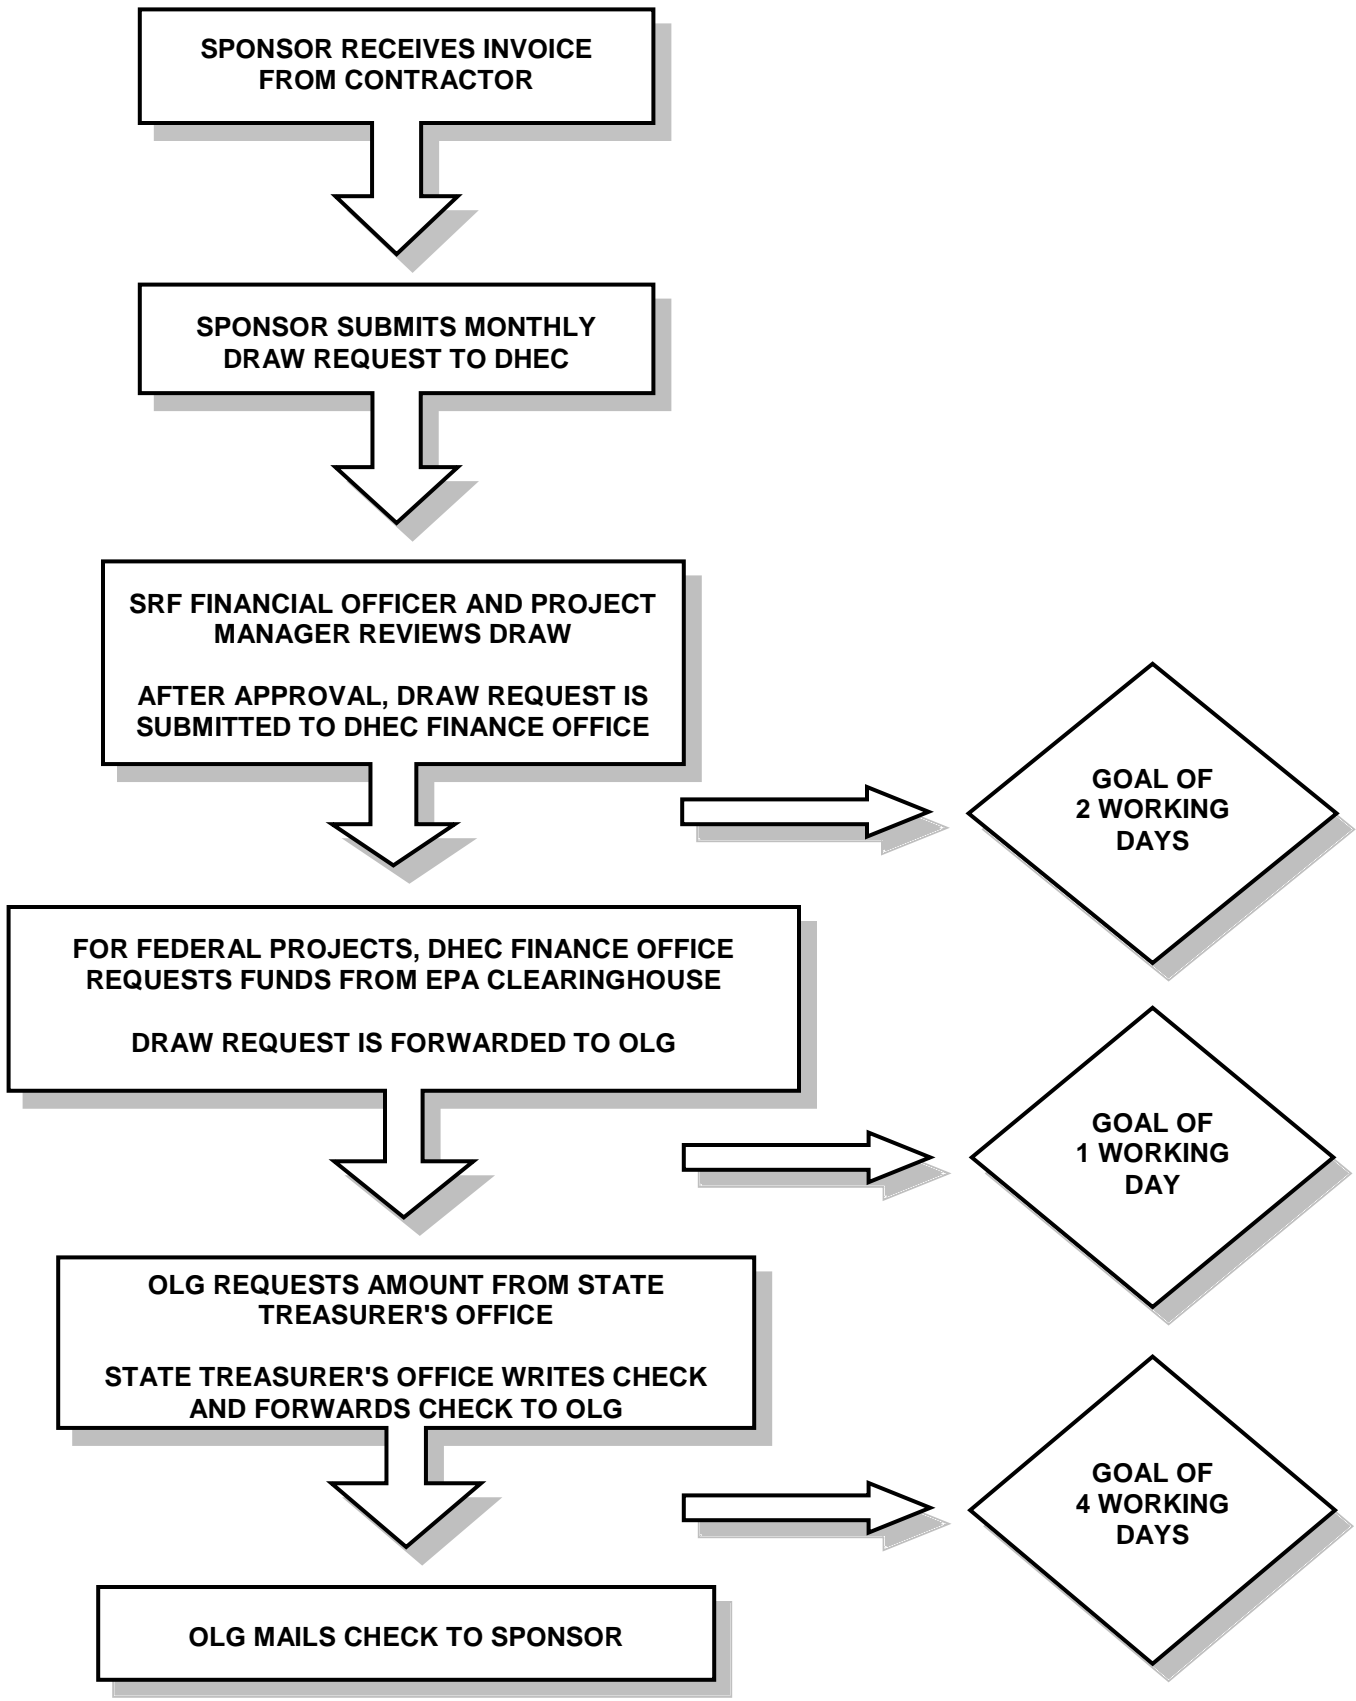 SPONSOR RECEIVES INVOICE
FROM CONTRACTOR
SPONSOR SUBMITS MONTHLY
DRAW REQUEST TO DHEC
SRF FINANCIAL OFFICER AND PROJECT
MANAGER REVIEWS DRAW
AFTER APPROVAL, DRAW REQUEST IS
SUBMITTED TO DHEC FINANCE OFFICE
GOAL OF
2 WORKING
DAYS
FOR FEDERAL PROJECTS, DHEC FINANCE OFFICE
REQUESTS FUNDS FROM EPA CLEARINGHOUSE
DRAW REQUEST IS FORWARDED TO OLG
GOAL OF
1 WORKING
DAY
OLG REQUESTS AMOUNT FROM STATE
TREASURER'S OFFICE
STATE TREASURER'S OFFICE WRITES CHECK
AND FORWARDS CHECK TO OLG
GOAL OF
4 WORKING
DAYS
OLG MAILS CHECK TO SPONSOR